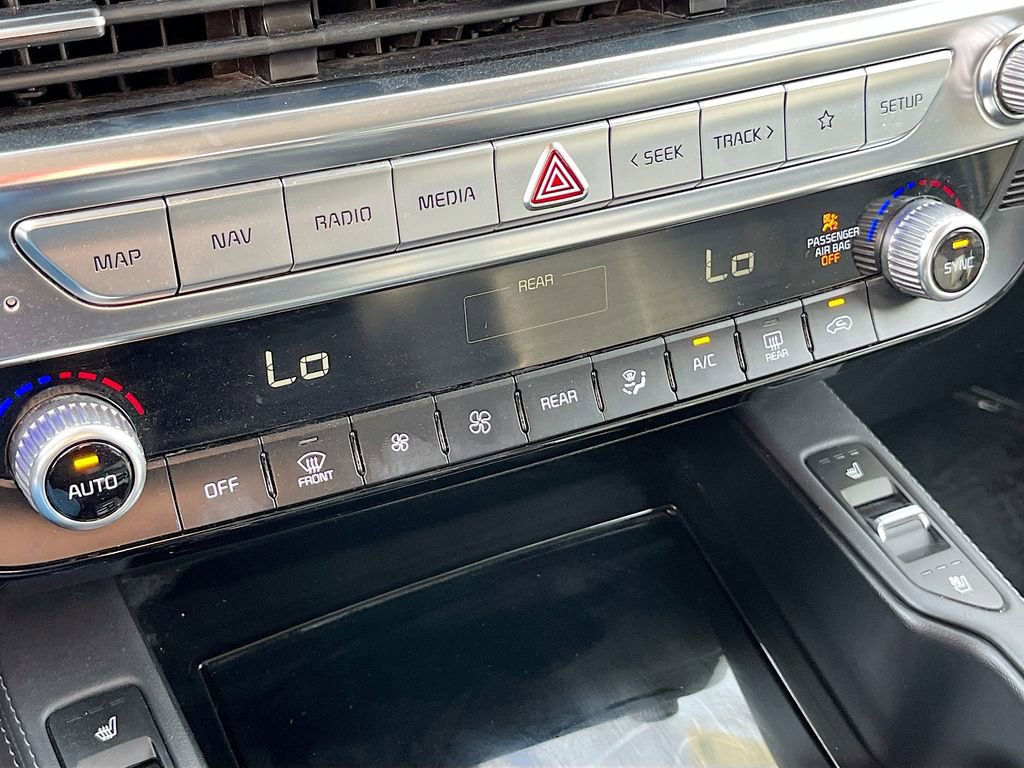 MAP
NAV
RADIO
MEDIA
< SEEK
TRACK >
SETUP
Lo
REAR
Lo
PASSENGER
AIR BAG
OFF
SYNC
AUTO
OFF
FRONT
REAR
A/C
REAR